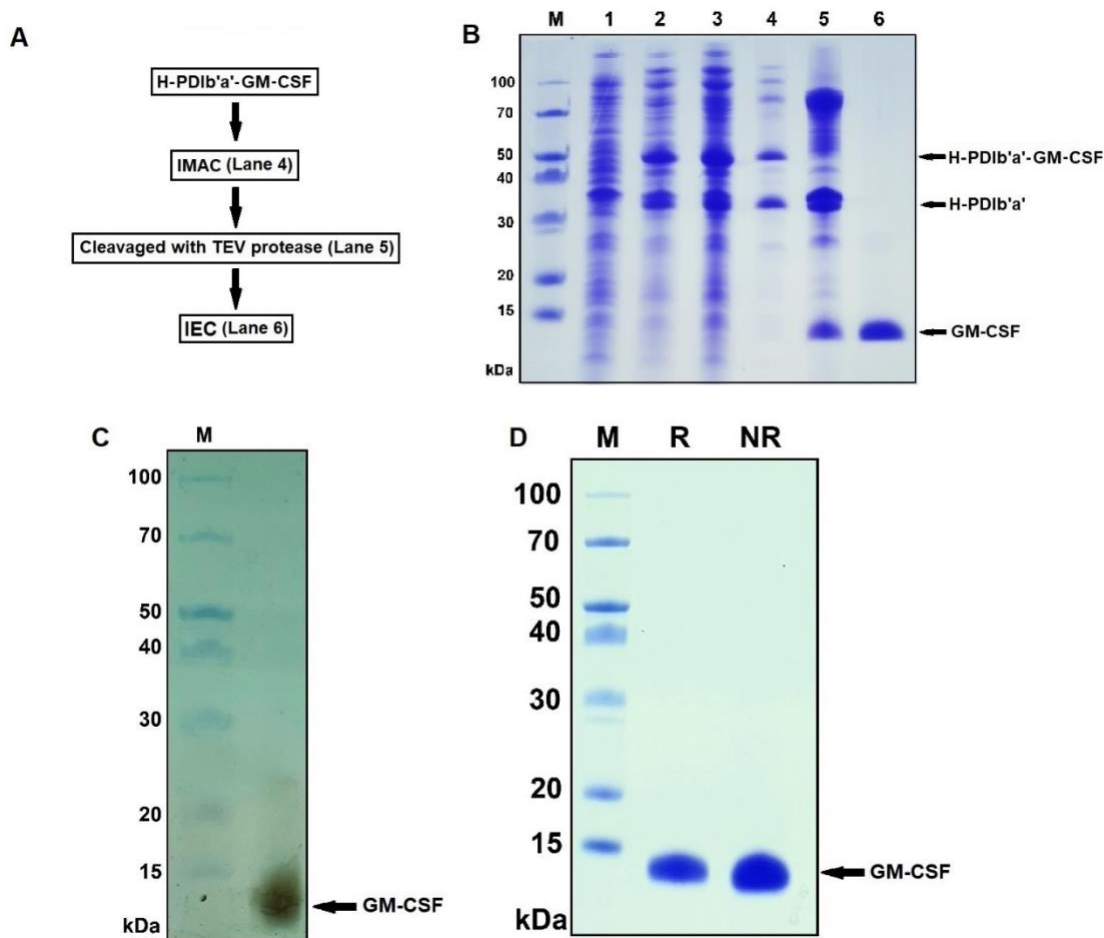 A
H-PDIb'a'-GM-CSF
IMAC (Lane 4)
Cleavaged with TEV protease (Lane 5)
IEC (Lane 6)
B
M 1 2 3 4 5 6
100
70
50
40
30
20
15
kDa
H-PDIb'a'-GM-CSF
H-PDIb'a'
GM-CSF
C
M
100
70
50
40
30
20
15
kDa
GM-CSF
D
M R NR
100
70
50
40
30
20
15
kDa
GM-CSF